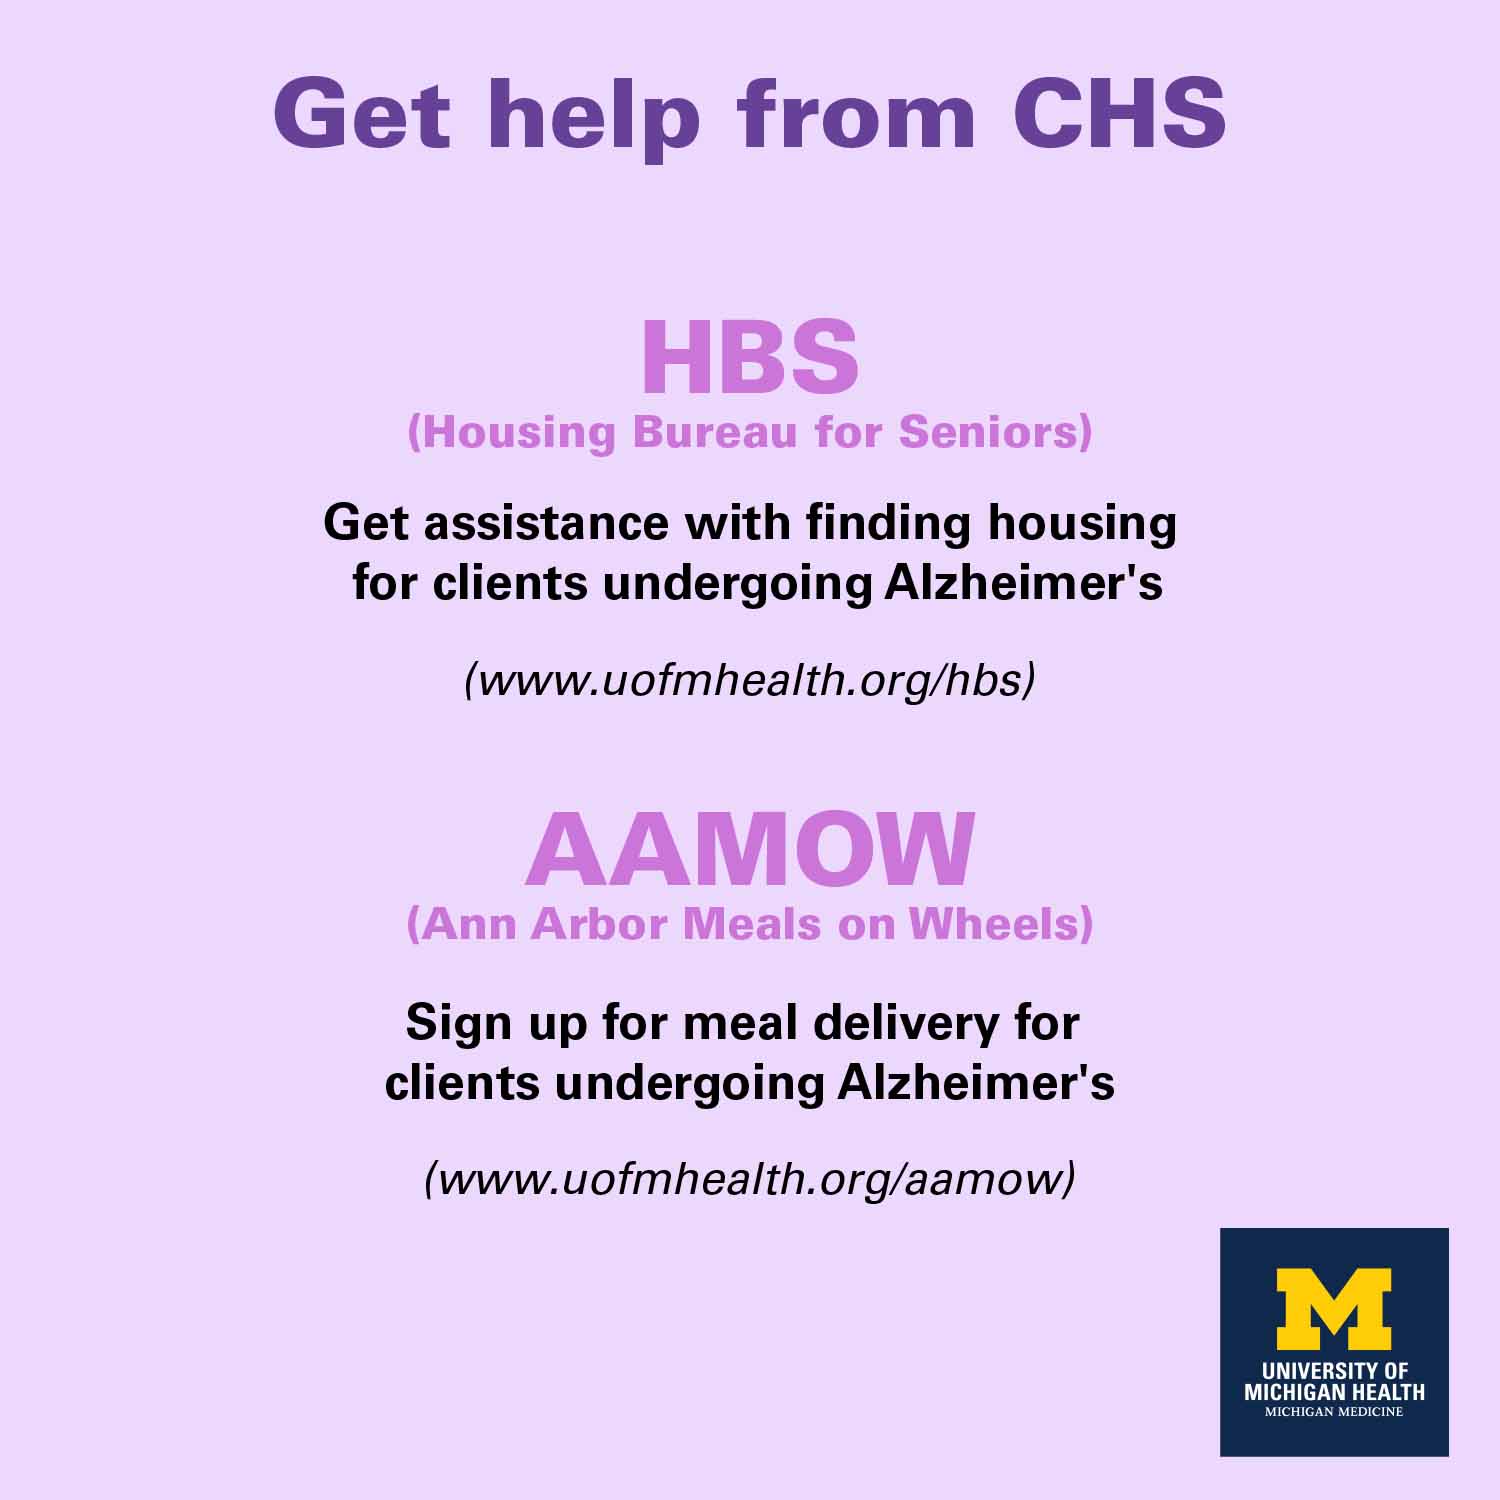 Get help from CHS
HBS
(Housing Bureau for Seniors)
Get assistance with finding housing
for clients undergoing Alzheimer's
(www.uofmhealth.org/hbs)
AAMOW
(Ann Arbor Meals on Wheels)
Sign up for meal delivery for
clients undergoing Alzheimer's
(www.uofmhealth.org/aamow)
M
UNIVERSITY OF
MICHIGAN HEALTH
MICHIGAN MEDICINE